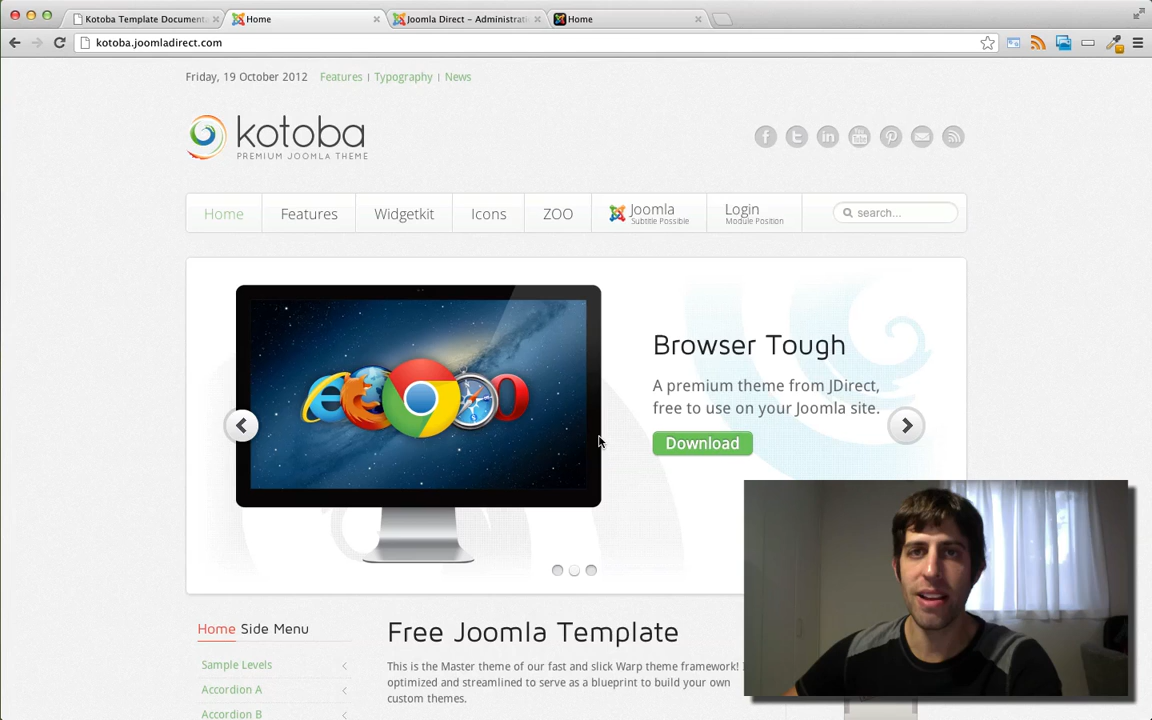 Kotoba Template Documenta
Home
Joomla Direct – Administrati
Home
kotoba.joomladirect.com
Friday, 19 October 2012 Features | Typography | News
kotoba
PREMIUM JOOMLA THEME
Home
Features
Widgetkit
Icons
ZOO
Joomla
Subtitle Possible
Login
Module Position
search...
Browser Tough
A premium theme from JDirect,
free to use on your Joomla site.
Download
Home Side Menu
Sample Levels
Accordion A
Accordion B
Free Joomla Template
This is the Master theme of our fast and slick Warp theme framework!
optimized and streamlined to serve as a blueprint to build your own
custom themes.